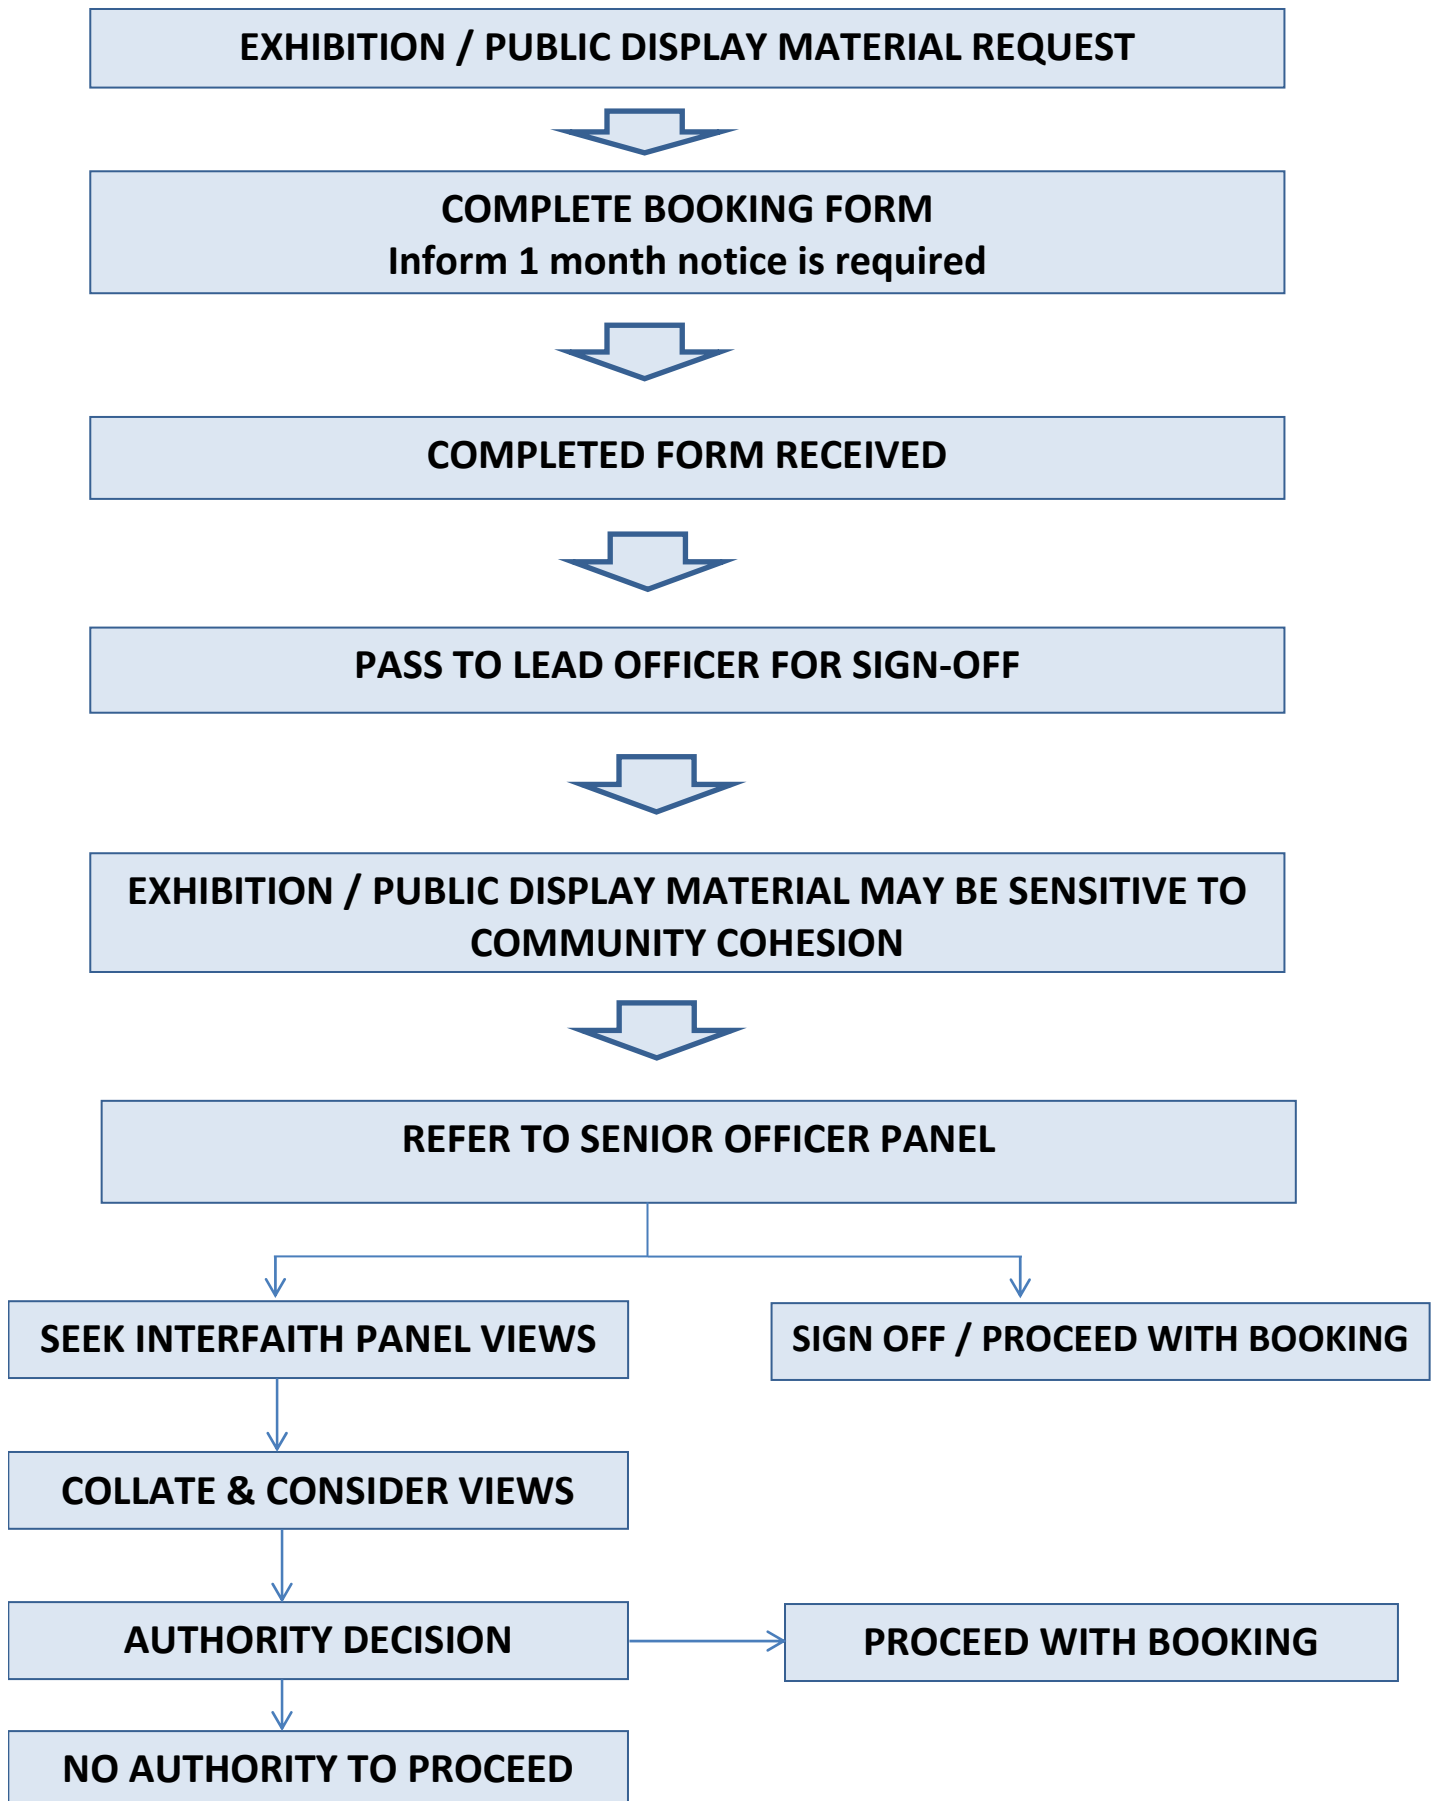 EXHIBITION / PUBLIC DISPLAY MATERIAL REQUEST
COMPLETE BOOKING FORM
Inform 1 month notice is required
COMPLETED FORM RECEIVED
PASS TO LEAD OFFICER FOR SIGN-OFF
EXHIBITION / PUBLIC DISPLAY MATERIAL MAY BE SENSITIVE TO
COMMUNITY COHESION
REFER TO SENIOR OFFICER PANEL
SEEK INTERFAITH PANEL VIEWS
SIGN OFF / PROCEED WITH BOOKING
COLLATE & CONSIDER VIEWS
AUTHORITY DECISION
PROCEED WITH BOOKING
NO AUTHORITY TO PROCEED